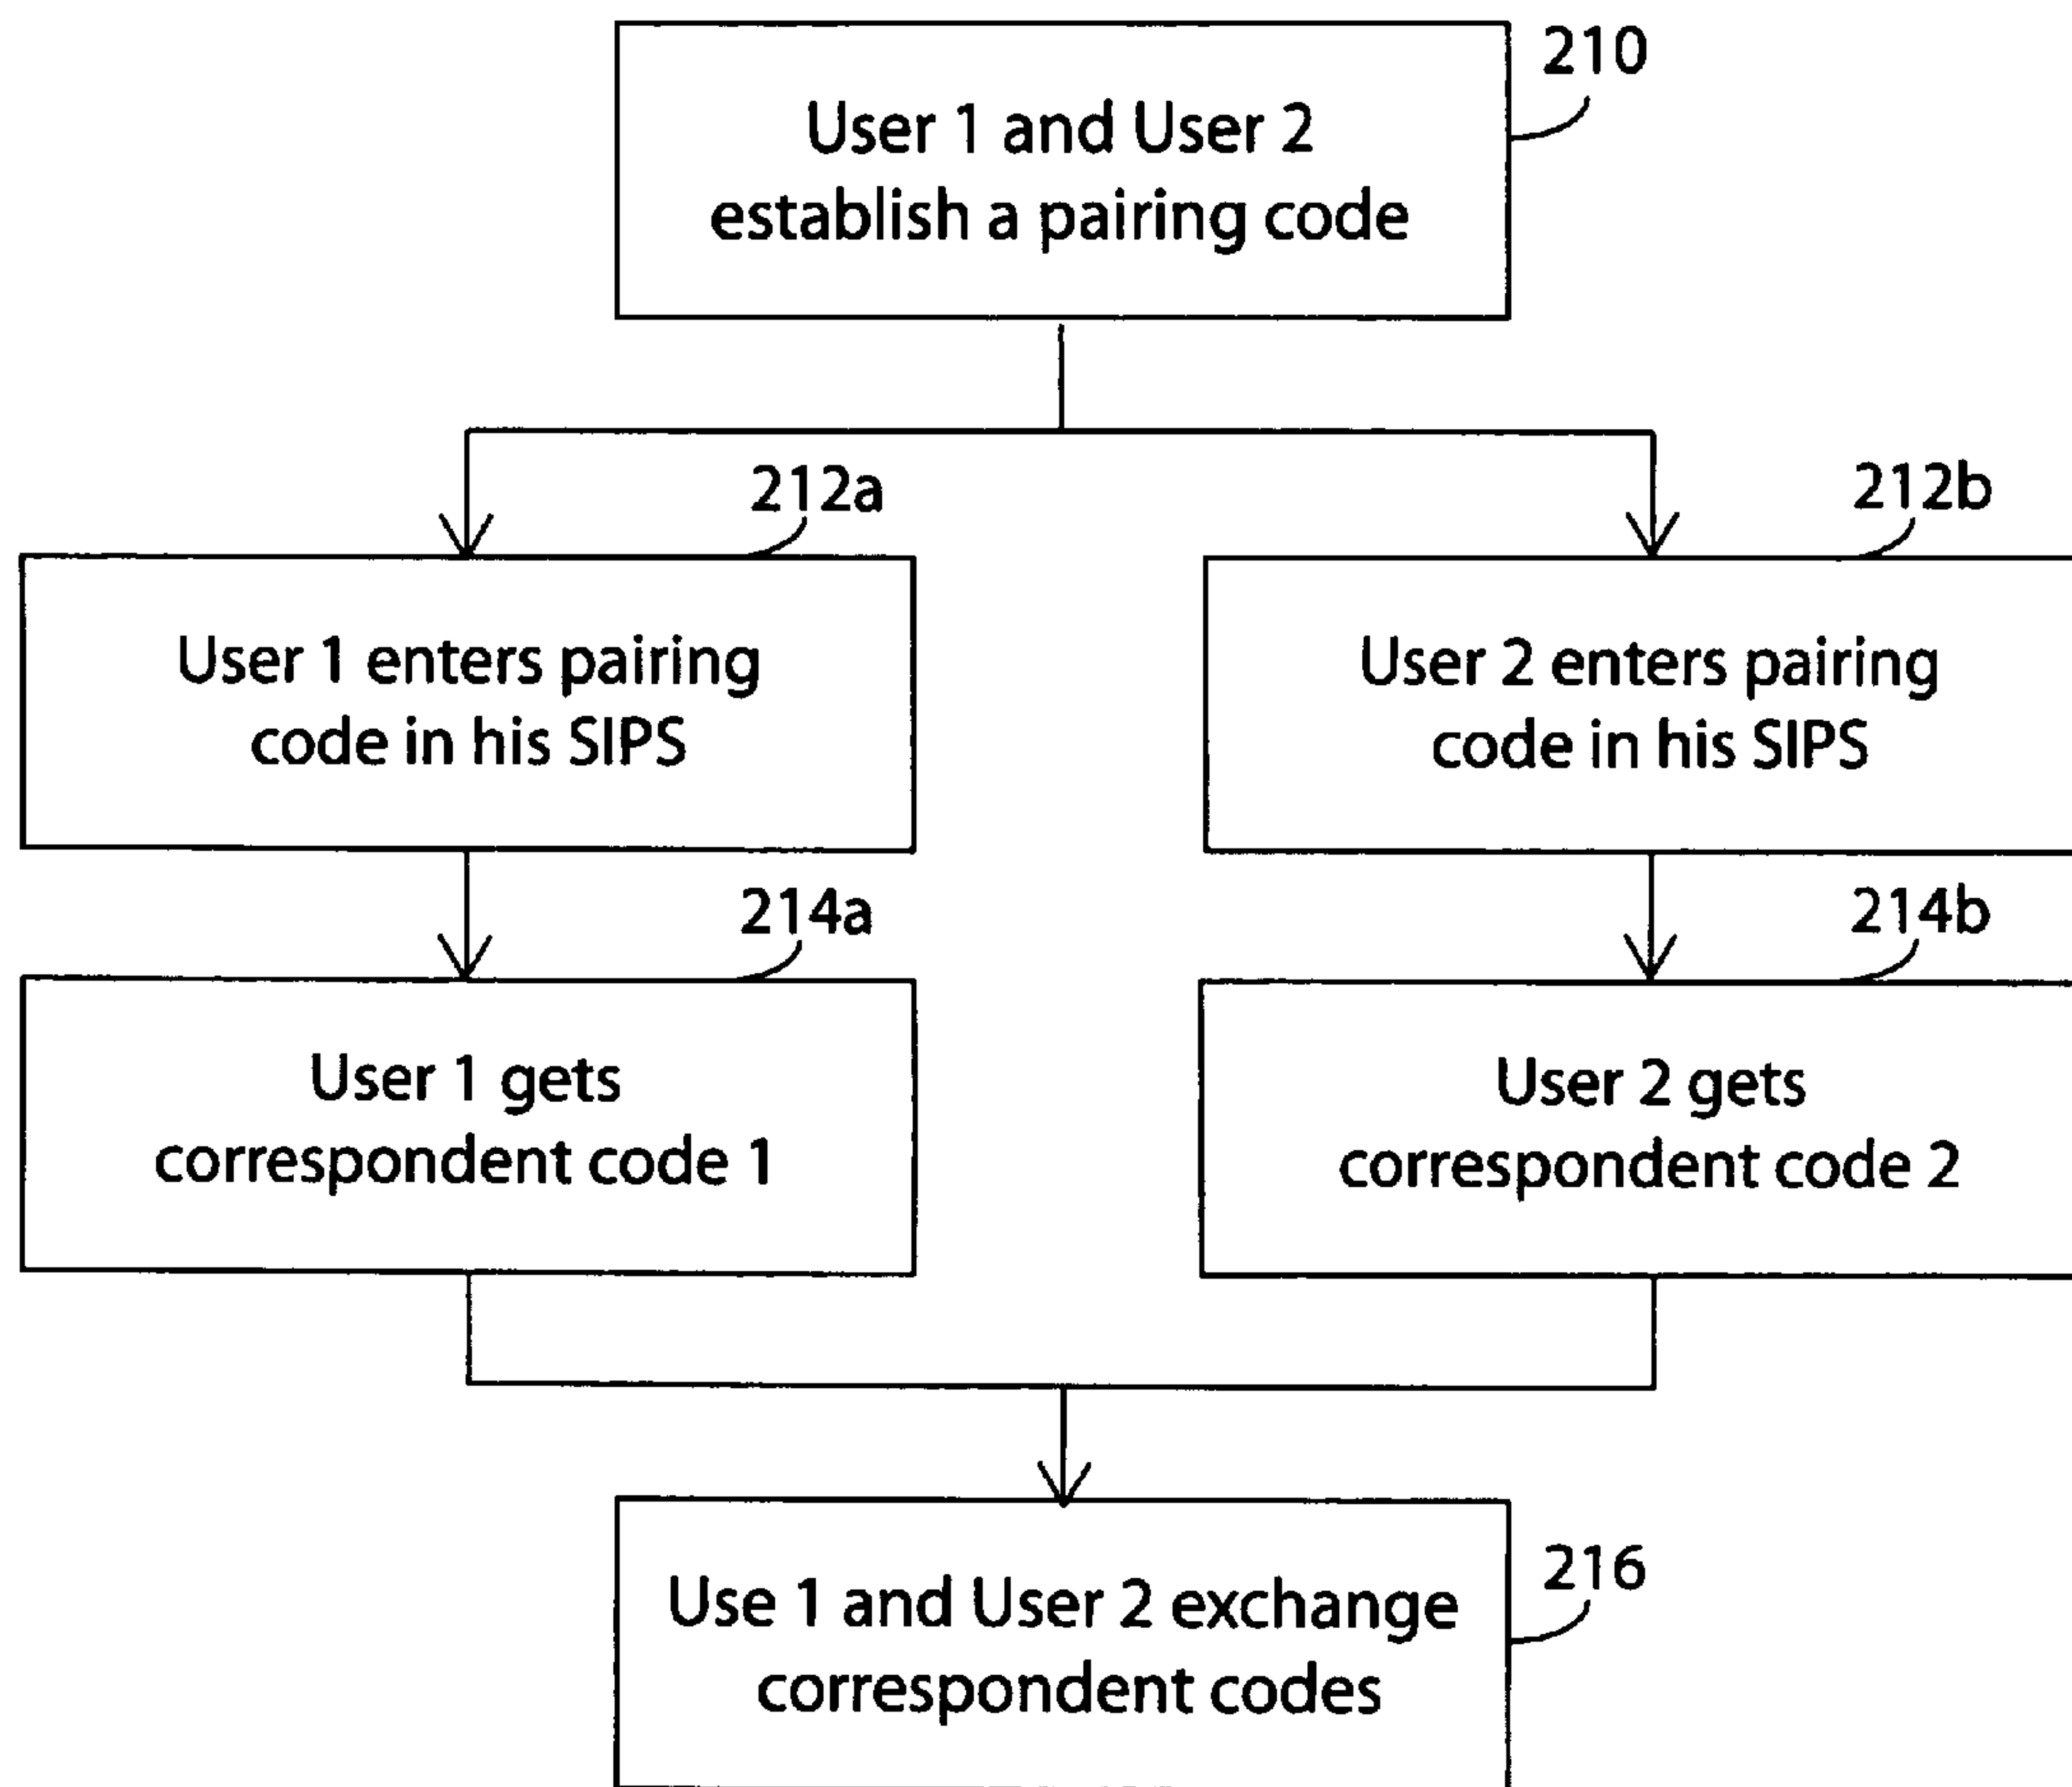 210
User 1 and User 2
establish a pairing code
212a
212b
User 1 enters pairing
code in his SIPS
User 2 enters pairing
code in his SIPS
214a
214b
User 1 gets
correspondent code 1
User 2 gets
correspondent code 2
216
Use 1 and User 2 exchange
correspondent codes